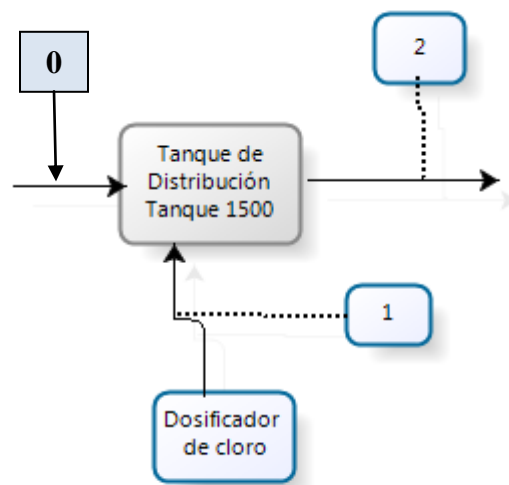 0
2
Tanque de
Distribución
Tanque 1500
1
Dosificador
de cloro